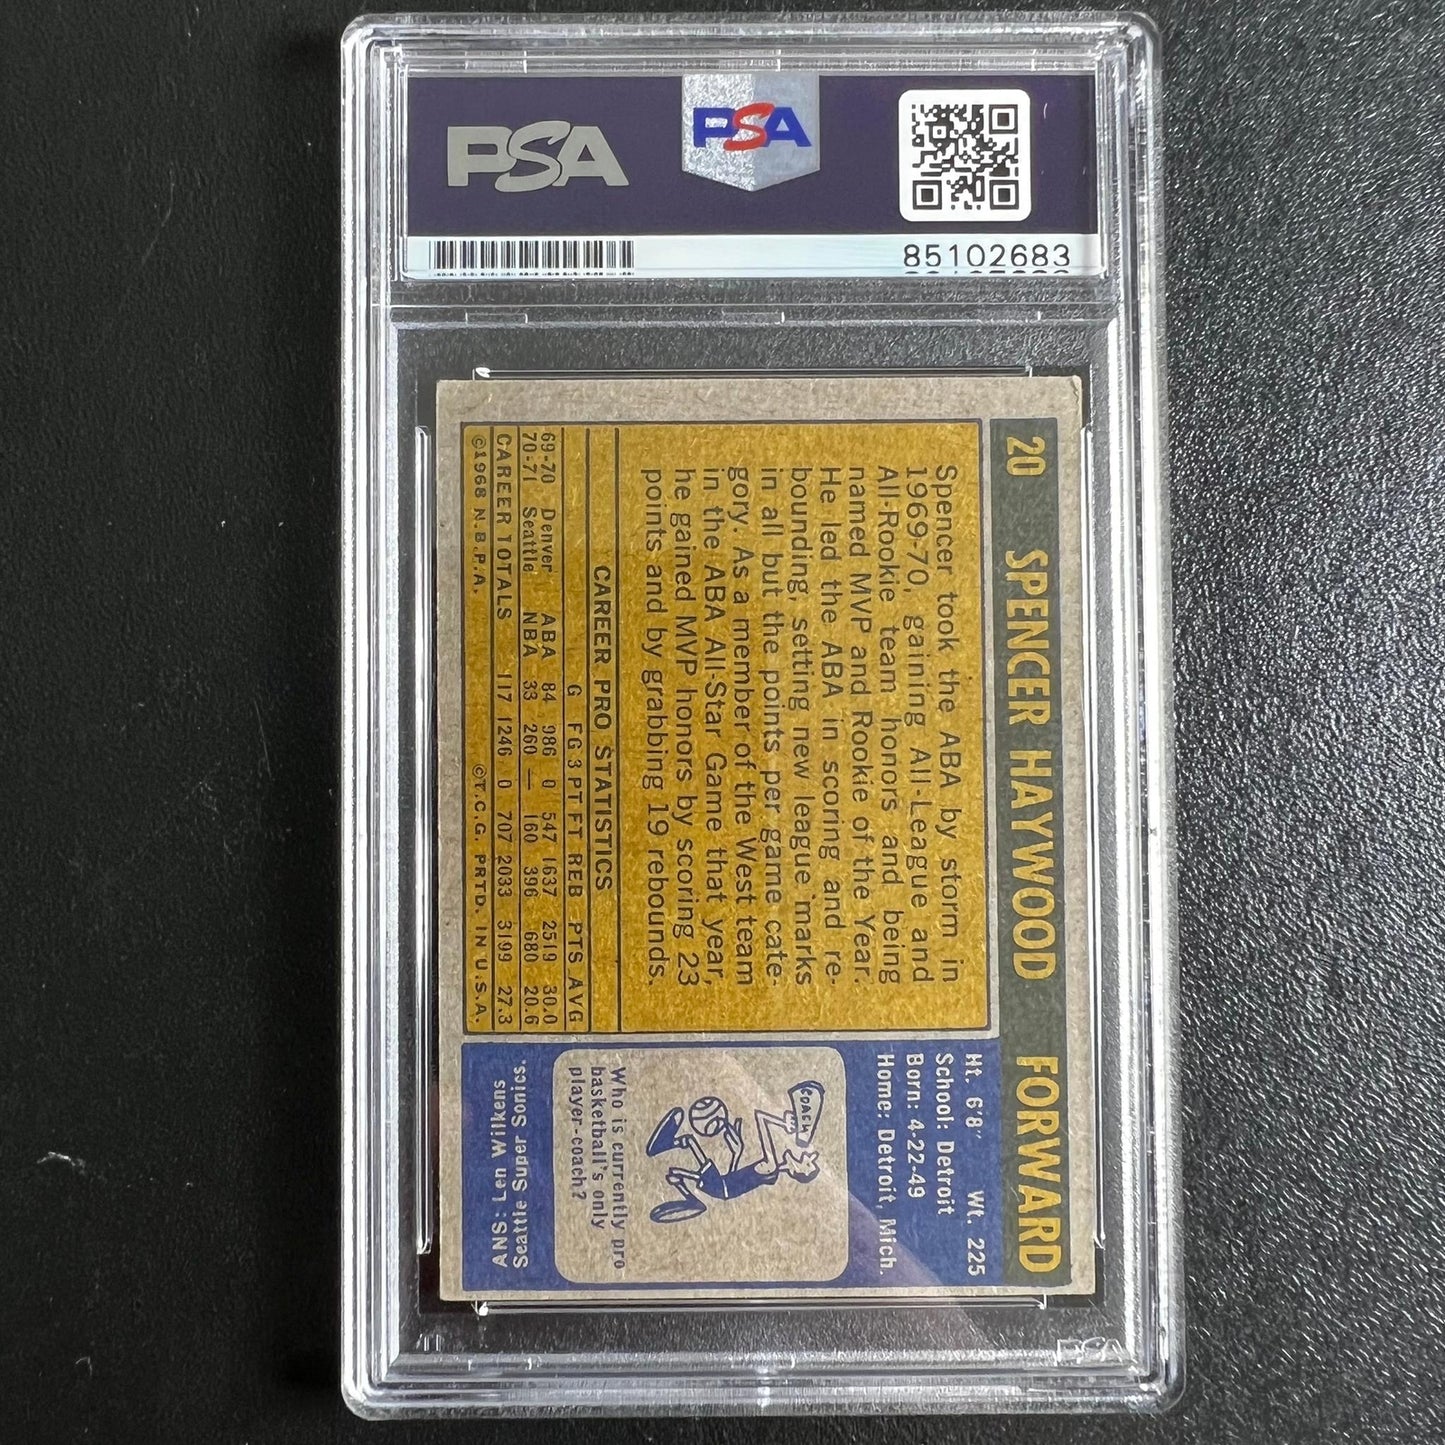 PSA
PSA
85102683
20 SPENCER HAYWOOD FORWARD
Spencer took the ABA by storm in
1969-70, gaining All-League and
All-Rookie team honors and being
named MVP and Rookie of the Year.
He led the ABA in scoring and re-
bounding, setting new league marks
in all but the points per game cate-
gory. As a member of the West team
in the ABA All-Star Game that year,
he gained MVP honors by scoring 23
points and by grabbing 19 rebounds.
CAREER PRO STATISTICS
G FG 3PT FT REB PTS AVG
69-70 Denver ABA 84 986 0 547 1637 2519 30.0
70-71 Seattle NBA 33 260 — 160 396 680 20.6
CAREER TOTALS 117 1246 0 707 2033 3199 27.3
©1968 N.B.P.A. ©T.C.G. PRTD. IN U.S.A.
Ht. 6'8" Wt. 225
School: Detroit
Born: 4-22-49
Home: Detroit, Mich.
COACH
Who is currently pro
basketball's only
player-coach?
ANS: Len Wilkens
Seattle Super Sonics.
PSA